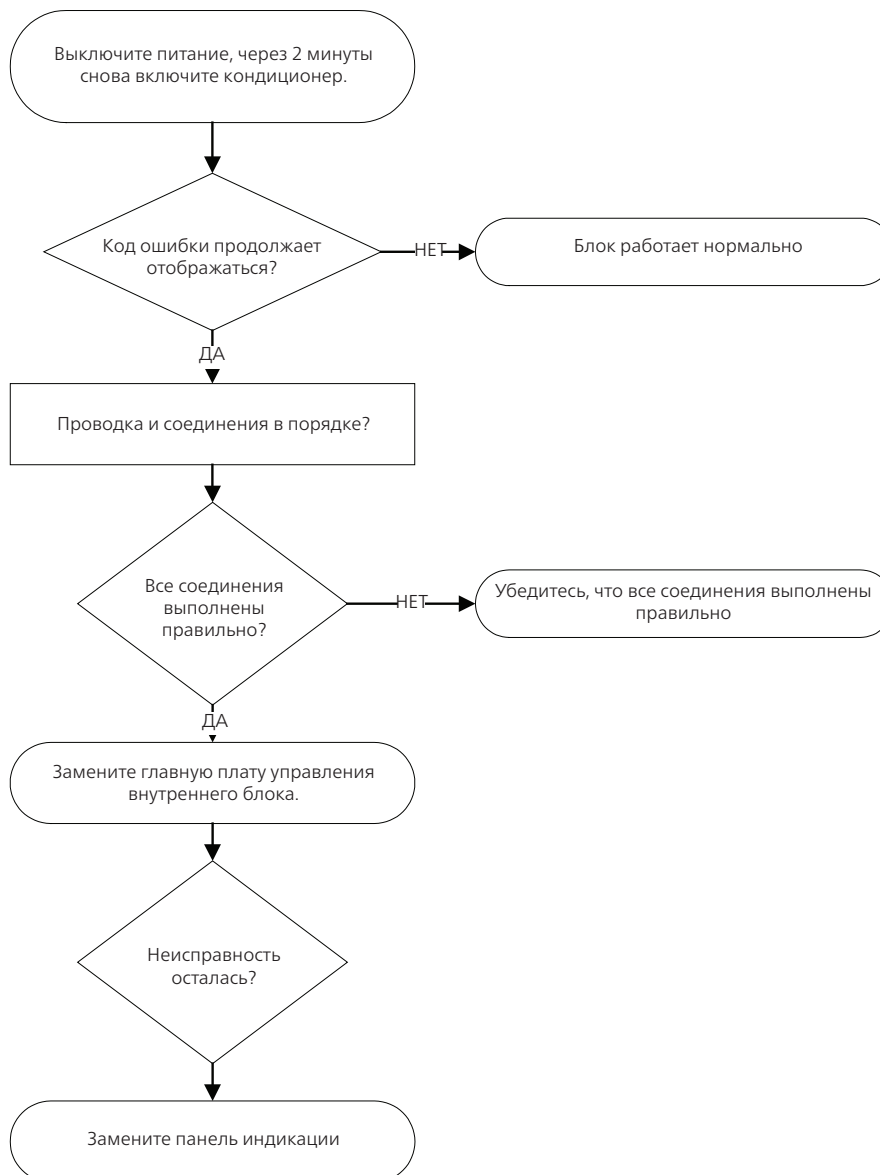 Выключите питание, через 2 минуты
снова включите кондиционер.
Код ошибки продолжает
отображаться?
НЕТ
Блок работает нормально
ДА
Проводка и соединения в порядке?
Все соединения
выполнены
правильно?
НЕТ
Убедитесь, что все соединения выполнены
правильно
ДА
Замените главную плату управления
внутреннего блока.
Неисправность
осталась?
Замените панель индикации